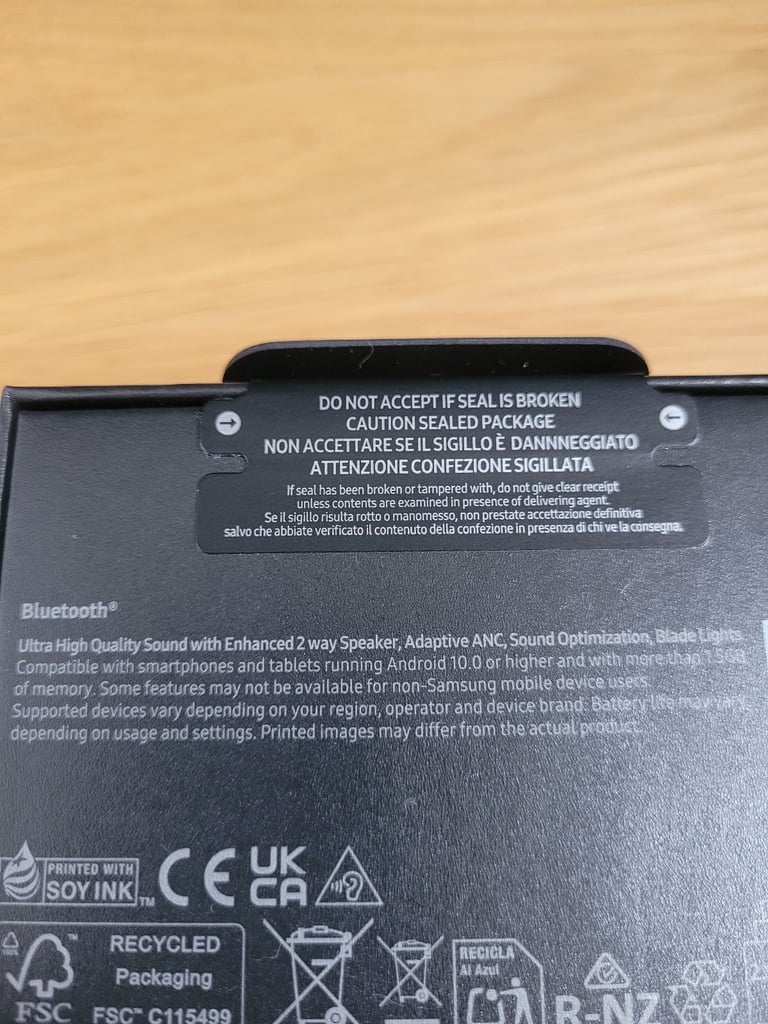 DO NOT ACCEPT IF SEAL IS BROKEN
CAUTION SEALED PACKAGE
NON ACCETTARE SE IL SIGILLO È DANNNEGGIATO
ATTENZIONE CONFEZIONE SIGILLATA
If seal has been broken or tampered with, do not give clear receipt
unless contents are examined in presence of delivering agent.
Se il sigillo risulta rotto o manomesso, non prestate accettazione definitiva
salvo che abbiate verificato il contenuto della confezione in presenza di chi ve la consegna.
Bluetooth®
Ultra High Quality Sound with Enhanced 2 way Speaker, Adaptive ANC, Sound Optimization, Blade Lights
Compatible with smartphones and tablets running Android 10.0 or higher and with more than 1.5GB
of memory. Some features may not be available for non-Samsung mobile device users.
Supported devices vary depending on your region, operator and device brand. Battery life may vary
depending on usage and settings. Printed images may differ from the actual product.
PRINTED WITH
SOY INK™
CE
UK
CA
100%
RECYCLED
Packaging
FSC™ C115499
FSC
RECICLA
Al Azul
R-NZ